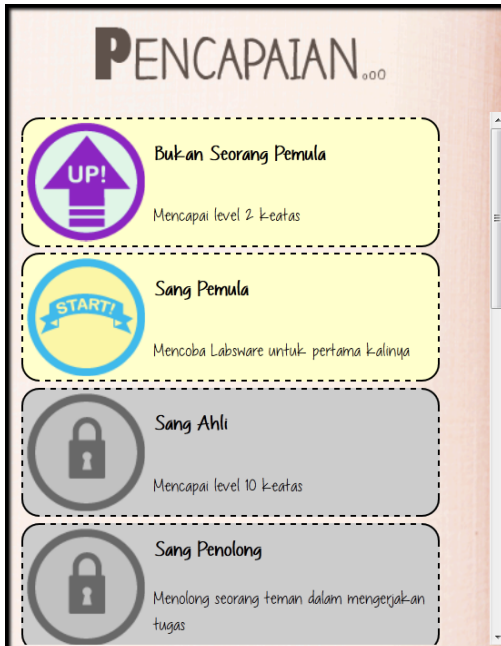 PENCAPAIAN...
UP!
Bukan Seorang Pemula
Mencapai level 2 keatas
START!
Sang Pemula
Mencoba Labsware untuk pertama kalinya
Sang Ahli
Mencapai level 10 keatas
Sang Penolong
Menolong seorang teman dalam mengerjakan
tugas